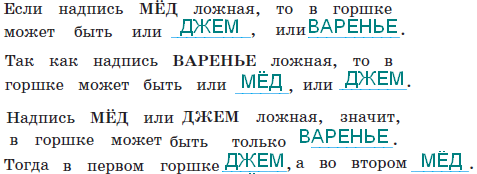 Если надпись МЁД ложная, то в горшке
может быть или ДЖЕМ, или ВАРЕНЬЕ.
Так как надпись ВАРЕНЬЕ ложная, то в
горшке может быть или МЁД, или ДЖЕМ.
Надпись МЁД или ДЖЕМ ложная, значит,
в горшке может быть только ВАРЕНЬЕ.
Тогда в первом горшке ДЖЕМ, а во втором МЁД.